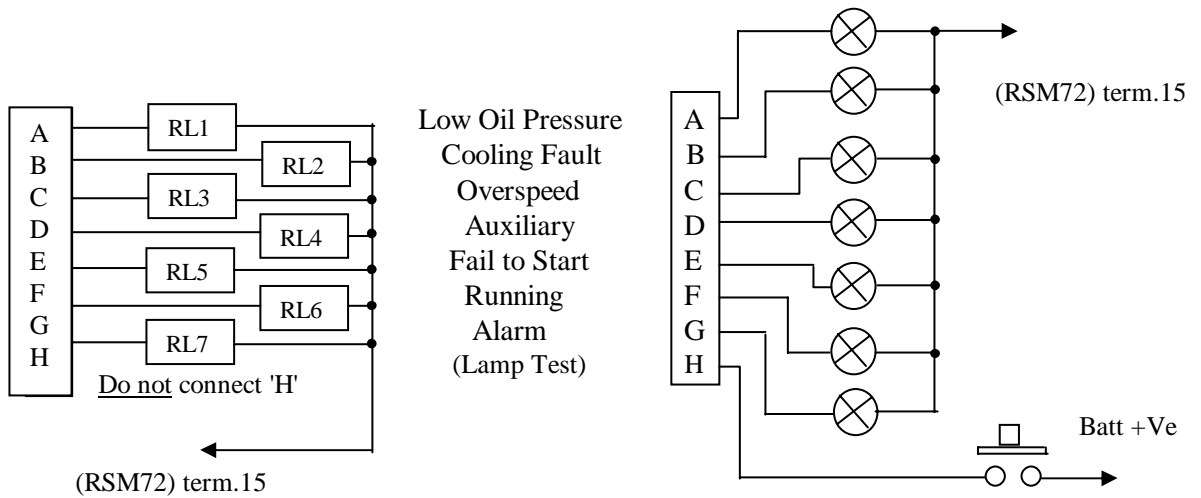 A
B
C
D
E
F
G
H
RL1
RL2
RL3
RL4
RL5
RL6
RL7
Do not connect 'H'
(RSM72) term.15
Low Oil Pressure
Cooling Fault
Overspeed
Auxiliary
Fail to Start
Running
Alarm
(Lamp Test)
A
B
C
D
E
F
G
H
(RSM72) term.15
Batt +Ve